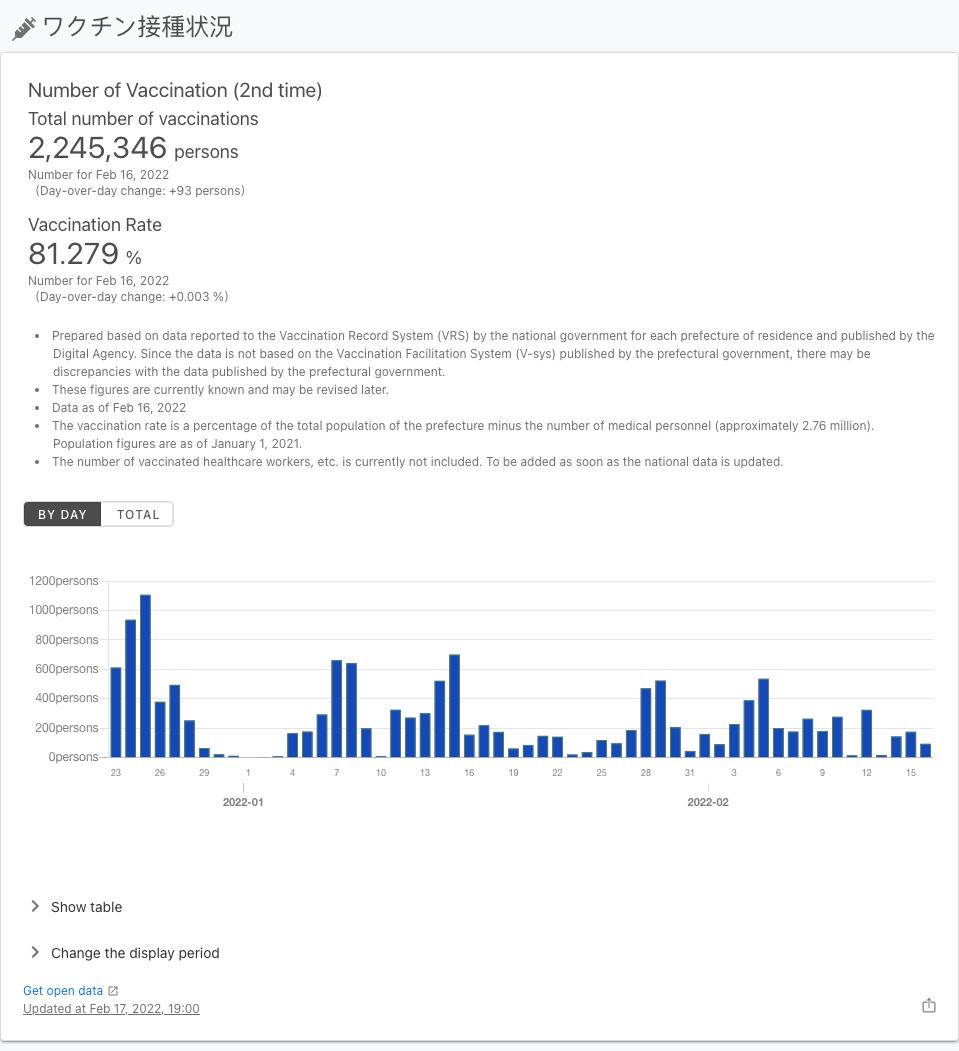 ワクチン接種状況
Number of Vaccination (2nd time)
Total number of vaccinations
2,245,346 persons
Number for Feb 16, 2022
(Day-over-day change: +93 persons)
Vaccination Rate
81.279 %
Number for Feb 16, 2022
(Day-over-day change: +0.003 %)
• Prepared based on data reported to the Vaccination Record System (VRS) by the national government for each prefecture of residence and published by the
Digital Agency. Since the data is not based on the Vaccination Facilitation System (V-sys) published by the prefectural government, there may be
discrepancies with the data published by the prefectural government.
• These figures are currently known and may be revised later.
• Data as of Feb 16, 2022
• The vaccination rate is a percentage of the total population of the prefecture minus the number of medical personnel (approximately 2.76 million).
Population figures are as of January 1, 2021.
• The number of vaccinated healthcare workers, etc. is currently not included. To be added as soon as the national data is updated.
BY DAY TOTAL
1200persons
1000persons
800persons
600persons
400persons
200persons
0persons
23 26 29 1 4 7 10 13 16 19 22 25 28 31 3 6 9 12 15
2022-01 2022-02
Show table
Change the display period
Get open data
Updated at Feb 17, 2022, 19:00